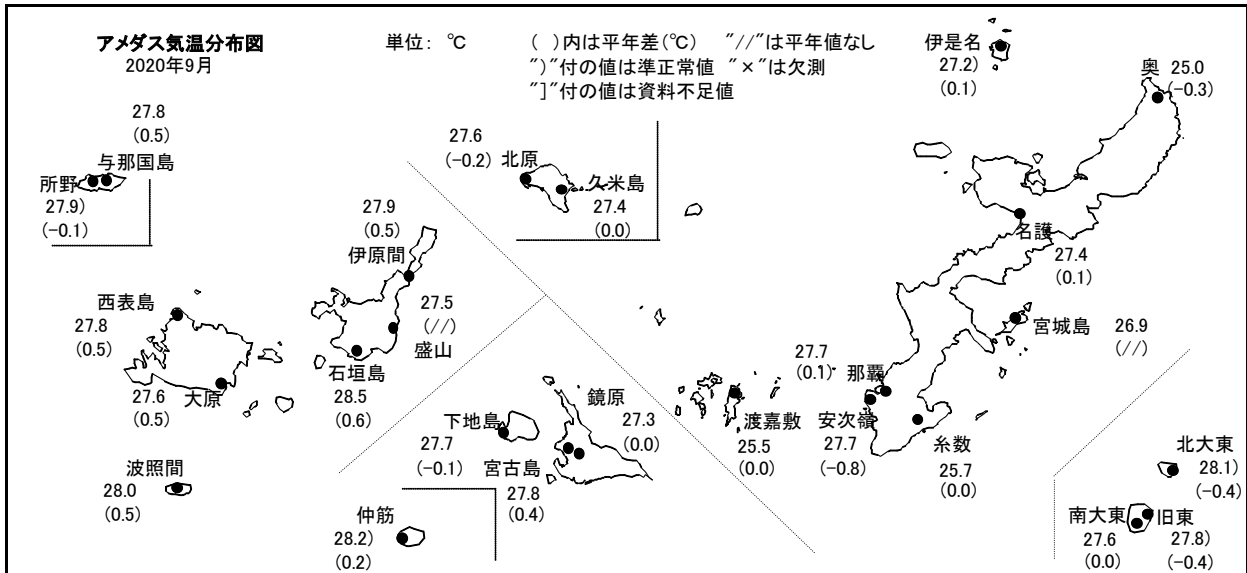 アメダス気温分布図
2020年9月
単位： ℃
( )内は平年差(℃) "//"は平年値なし
")"付の値は準正常値 "×"は欠測
"]"付の値は資料不足値
伊是名
27.2)
(0.1)
奥
25.0
(-0.3)
27.8
(0.5)
与那国島
所野
27.9)
(-0.1)
27.6
(-0.2)
北原
久米島
27.4
(0.0)
27.9
(0.5)
伊原間
27.5
(//)
盛山
石垣島
28.5
(0.6)
西表島
27.8
(0.5)
27.6
(0.5)
大原
波照間
28.0
(0.5)
名護
27.4
(0.1)
宮城島
26.9
(//)
27.7
(0.1)
那覇
安次嶺
27.7
(-0.8)
糸数
25.7
(0.0)
渡嘉敷
25.5
(0.0)
鏡原
27.3
(0.0)
下地島
27.7
(-0.1)
宮古島
27.8
(0.4)
仲筋
28.2)
(0.2)
北大東
28.1)
(-0.4)
南大東
27.6
(0.0)
旧東
27.8)
(-0.4)